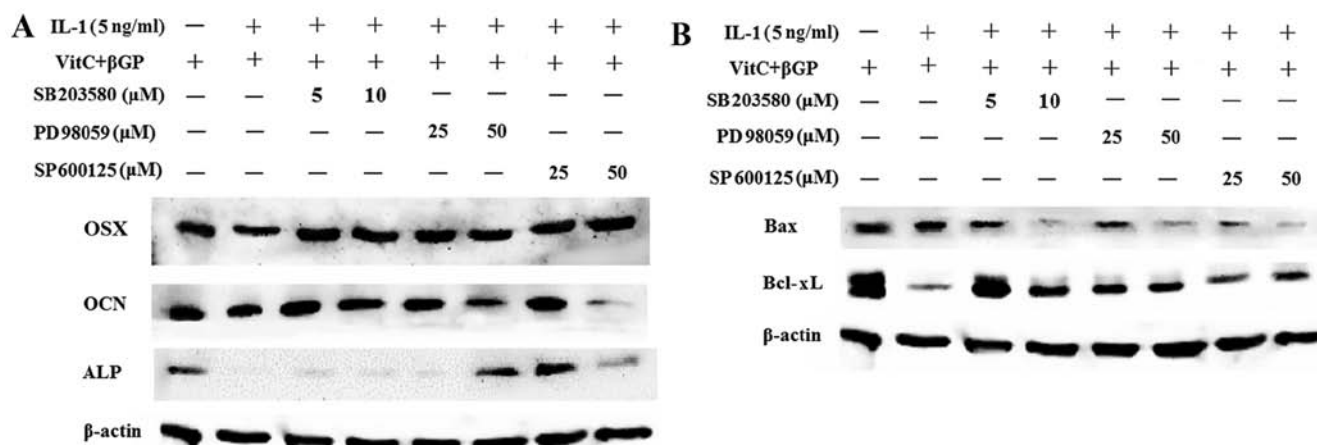 A
IL-1 (5 ng/ml) — + + + + + + +
VitC+βGP + + + + + + + +
SB203580 (μM) — — 5 10 — — — —
PD98059 (μM) — — — — 25 50 — —
SP600125 (μM) — — — — — — 25 50
OSX
OCN
ALP
β-actin
B
IL-1 (5 ng/ml) — + + + + + + +
VitC+βGP + + + + + + + +
SB203580 (μM) — — 5 10 — — — —
PD98059 (μM) — — — — 25 50 — —
SP600125 (μM) — — — — — — 25 50
Bax
Bcl-xL
β-actin